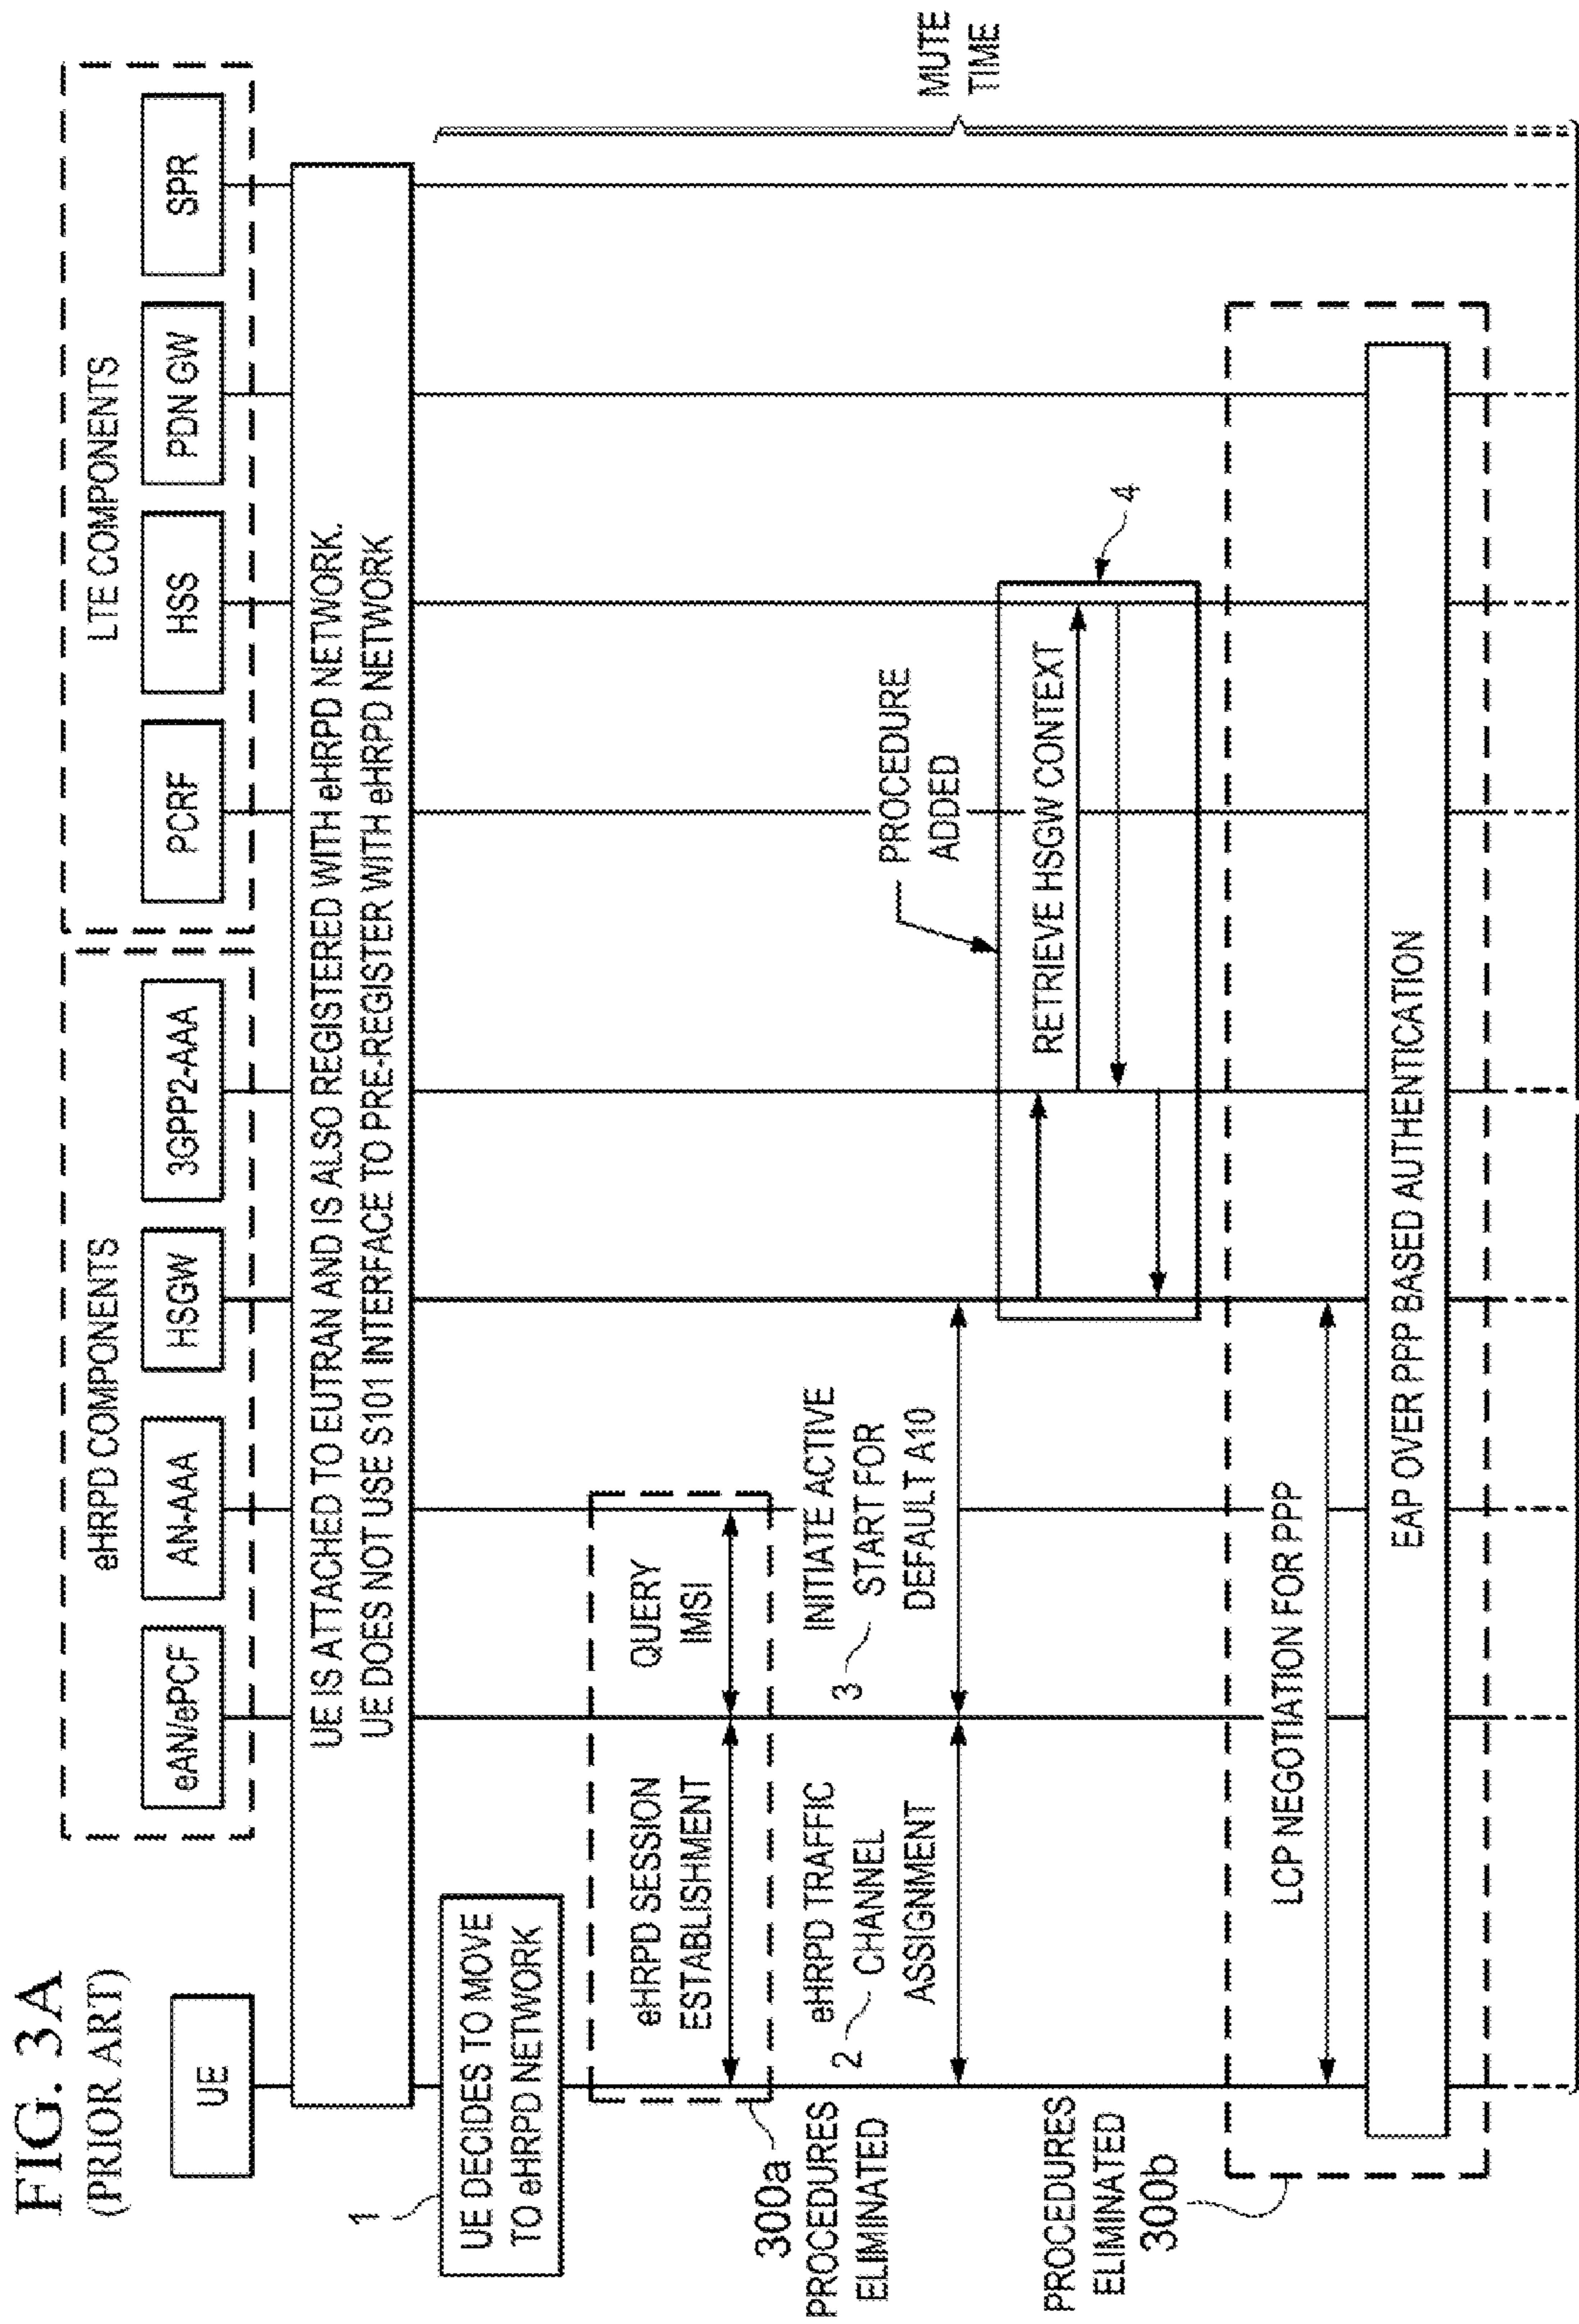 FIG. 3A
(PRIOR ART)
eHRPD COMPONENTS
LTE COMPONENTS
UE
eAN/ePCF
AN-AAA
HSGW
3GPP2-AAA
PCRF
HSS
PDN GW
SPR
UE IS ATTACHED TO EUTRAN AND IS ALSO REGISTERED WITH eHRPD NETWORK.
UE DOES NOT USE S101 INTERFACE TO PRE-REGISTER WITH eHRPD NETWORK
1
UE DECIDES TO MOVE
TO eHRPD NETWORK
MUTE
TIME
eHRPD SESSION
ESTABLISHMENT
QUERY
IMSI
300a
PROCEDURES
ELIMINATED
eHRPD TRAFFIC
2 CHANNEL
ASSIGNMENT
INITIATE ACTIVE
3 START FOR
DEFAULT A10
PROCEDURE
ADDED
RETRIEVE HSGW CONTEXT
4
PROCEDURES
ELIMINATED
300b
LCP NEGOTIATION FOR PPP
EAP OVER PPP BASED AUTHENTICATION